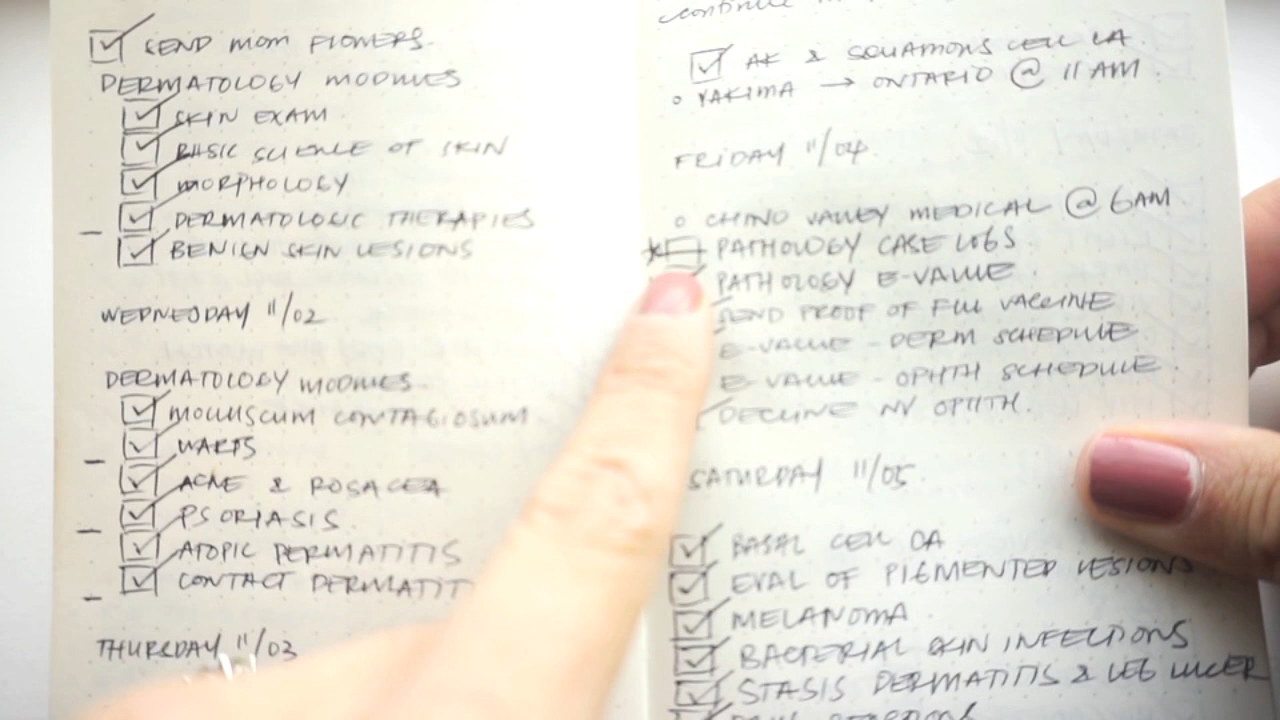 SEND MOM FLOWERS
DERMATOLOGY MODULES
SKIN EXAM
BASIC SCIENCE OF SKIN
MORPHOLOGY
DERMATOLOGIC THERAPIES
BENIGN SKIN LESIONS
WEDNESDAY 11/02
DERMATOLOGY MODULES
MOLLUSCUM CONTAGIOSUM
WARTS
ACNE & ROSACEA
PSORIASIS
ATOPIC DERMATITIS
CONTACT DERMATIT
THURSDAY 11/03
continue
AK & SQUAMOUS CELL CA
YAKIMA → ONTARIO @ 11AM
FRIDAY 11/04
CHINO VALLEY MEDICAL @ 6AM
PATHOLOGY CASE LOGS
PATHOLOGY E-VALUE
SEND PROOF OF FLU VACCINE
E-VALUE - DERM SCHEDULE
E-VALUE - OPHTH SCHEDULE
DECLINE NV OPHTH
SATURDAY 11/05
BASAL CELL CA
EVAL OF PIGMENTED LESIONS
MELANOMA
BACTERIAL SKIN INFECTIONS
STASIS DERMATITIS & LEG ULCER